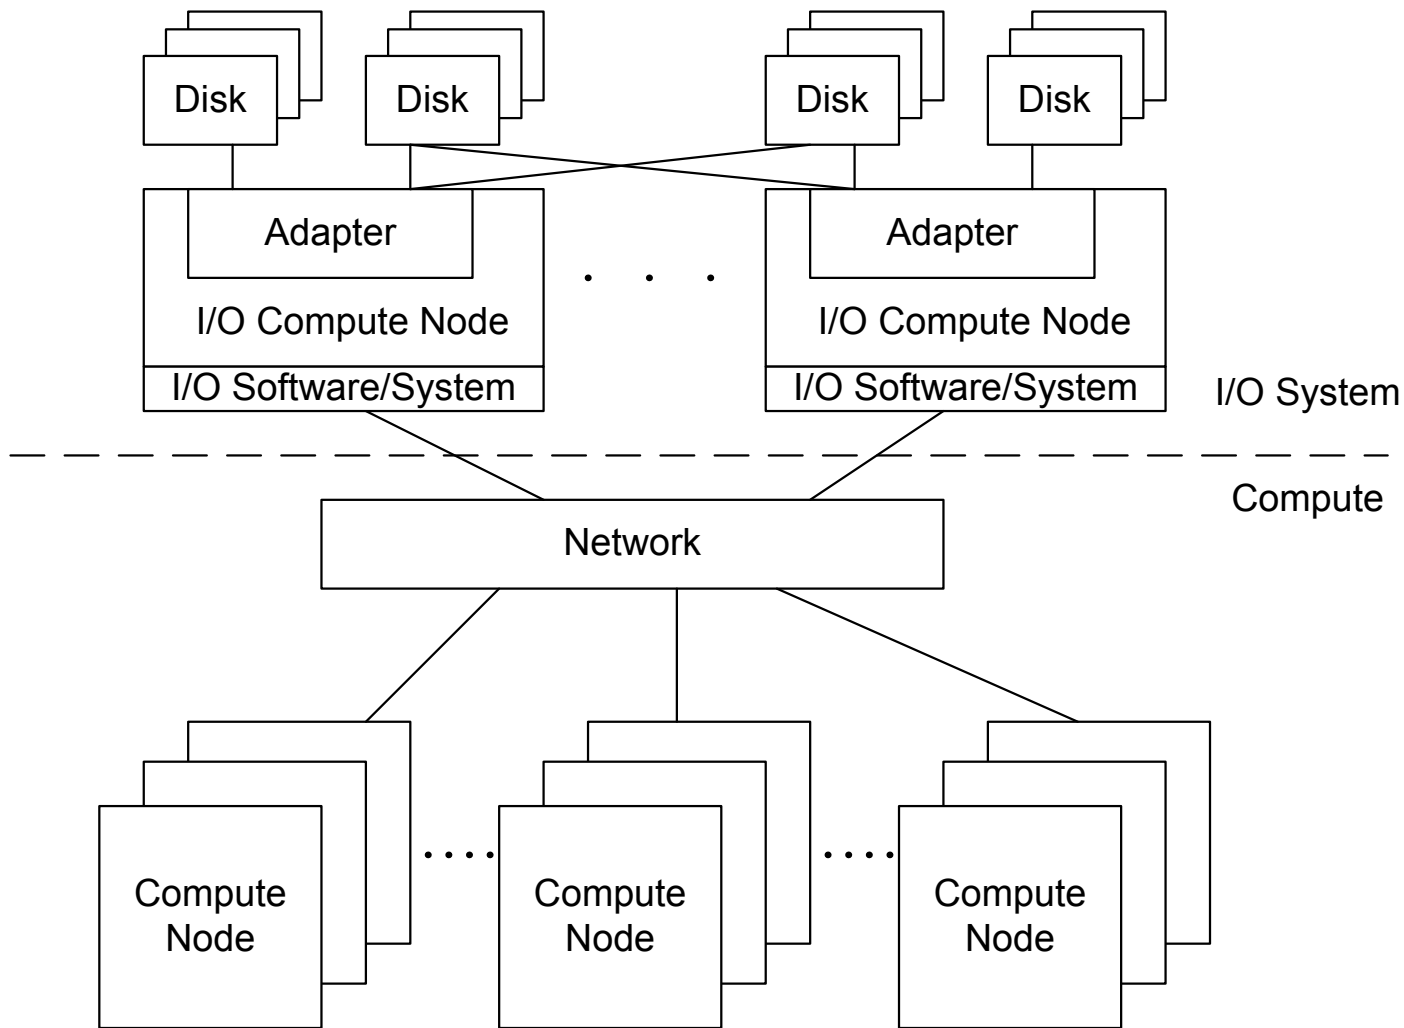 Disk
Disk
Disk
Disk
Adapter
Adapter
I/O Compute Node
I/O Compute Node
I/O Software/System
I/O Software/System
I/O System
Compute
Network
Compute
Node
Compute
Node
Compute
Node